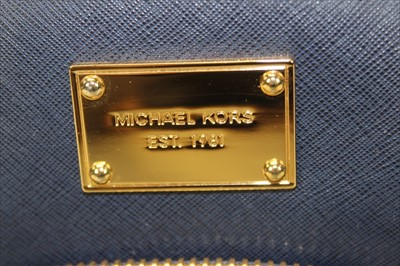 MICHAEL KORS
EST. 1981